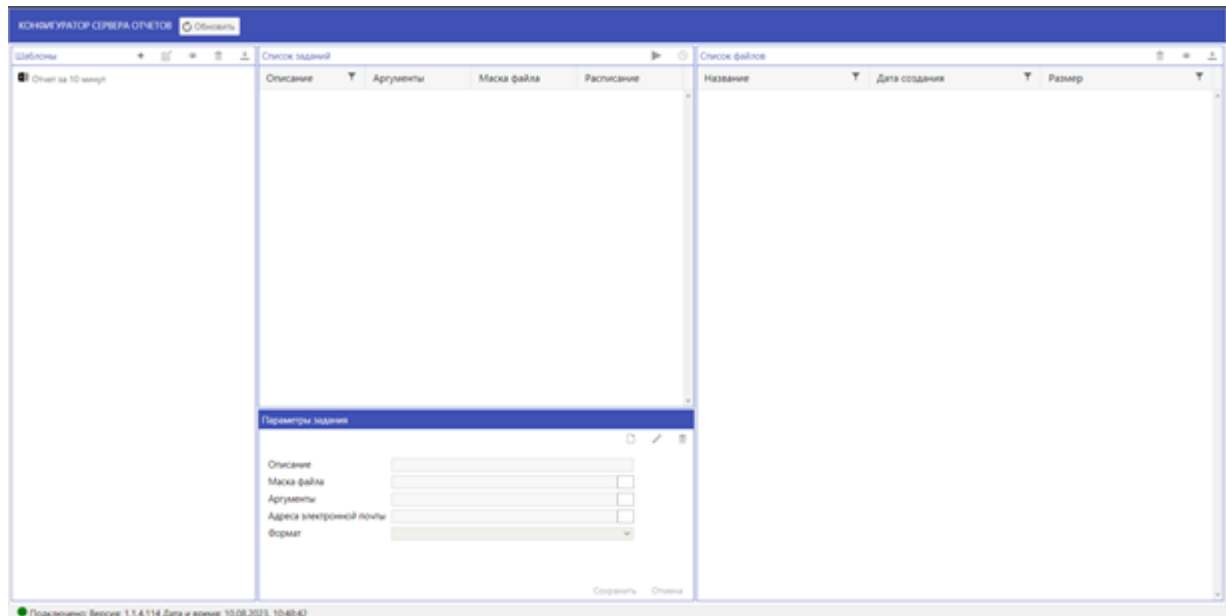 КОНФИГУРАТОР СЕРВЕРА ОТЧЕТОВ Обновить
Шаблоны
Отчет за 10 минут
Список заданий
Описание Аргументы Маска файла Расписание
Параметры задания
Описание
Маска файла
Аргументы
Адреса электронной почты
Формат
Сохранить Отмена
Список файлов
Название Дата создания Размер
Подключено: Версия: 1.1.4.114 Дата и время: 10.08.2023, 10:48:42